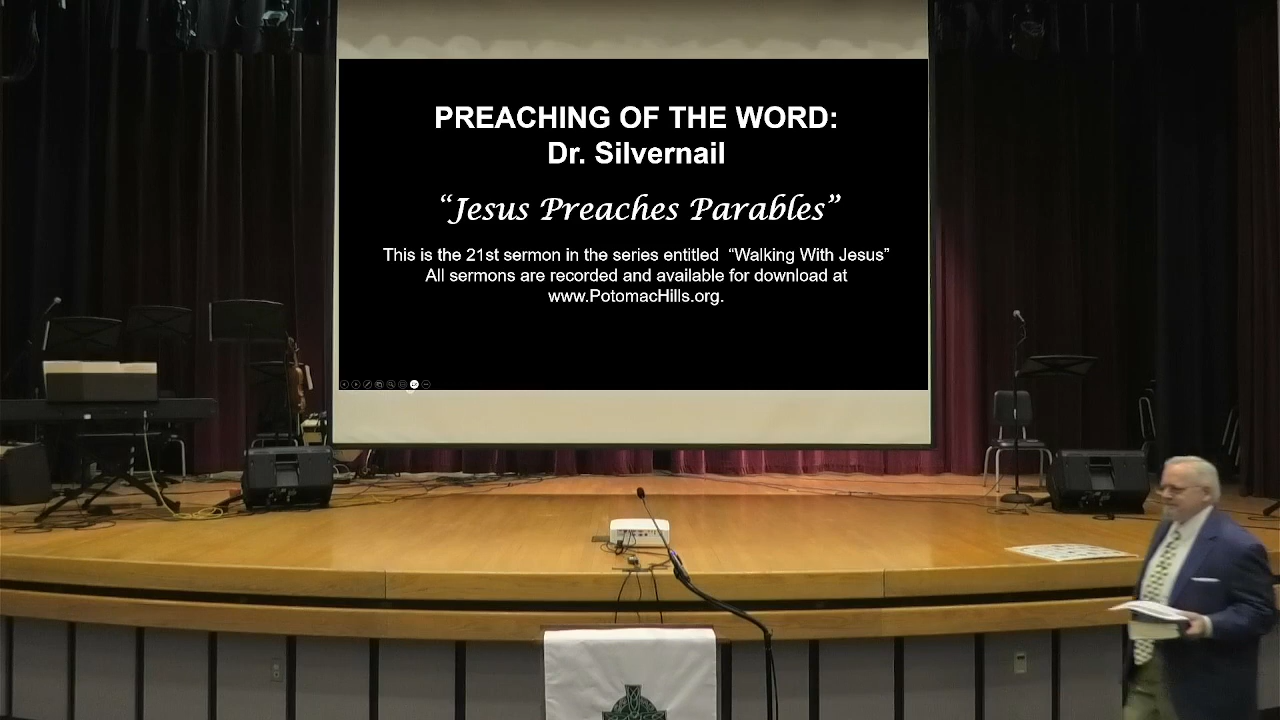 PREACHING OF THE WORD:
Dr. Silvernail
“Jesus Preaches Parables”
This is the 21st sermon in the series entitled “Walking With Jesus”
All sermons are recorded and available for download at
www.PotomacHills.org.